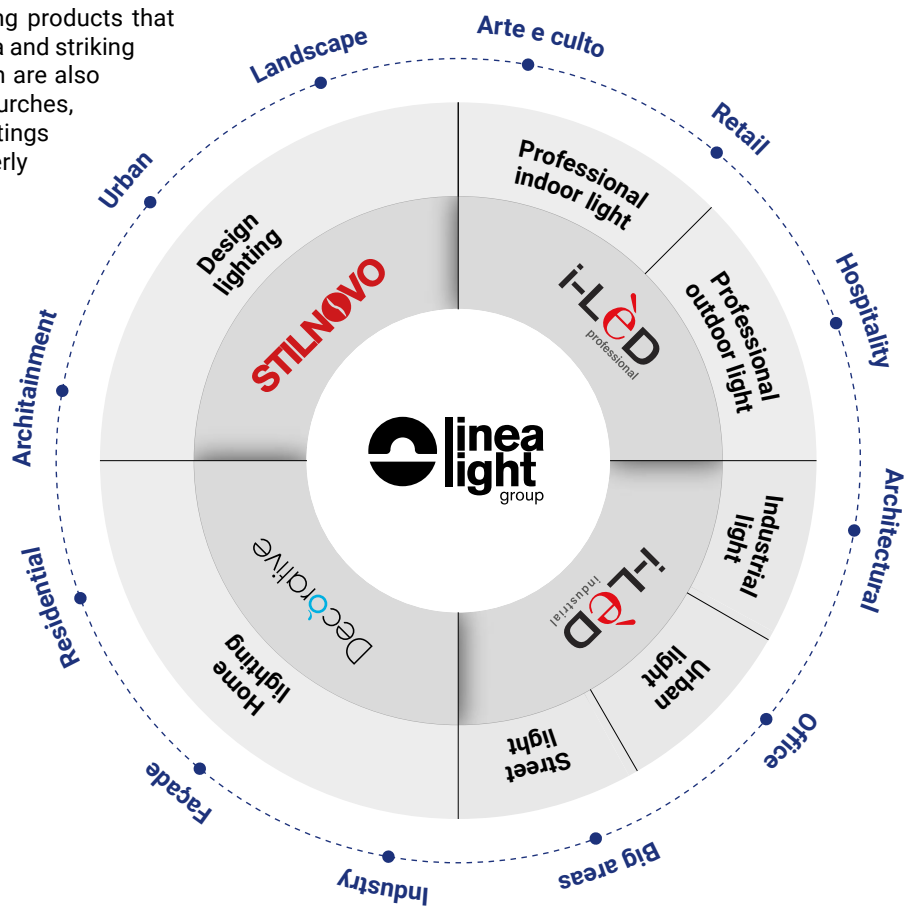 ng products that
a and striking
n are also
urches,
tings
erly
Landscape
Arte e culto
Retail
Hospitality
Architectural
Office
Big areas
Industry
Façade
Residential
Architainment
Urban
Design
lighting
Professional
indoor light
Professional
outdoor light
Industrial
light
Urban
light
Street
light
Home
lighting
STILNOVO
i-LèD
professional
i-LèD
industrial
Decorative
linea
light
group